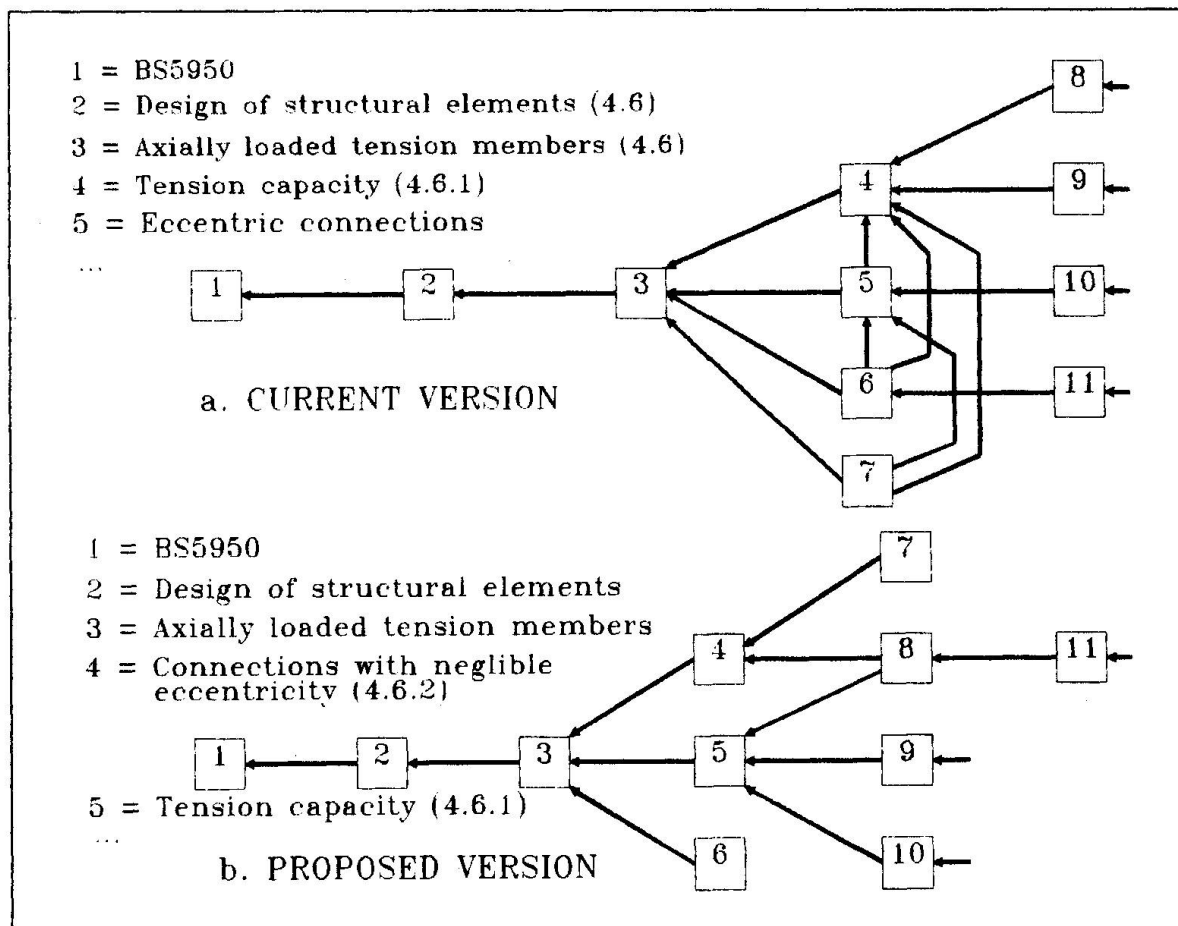 1 = BS5950
2 = Design of structural elements (4.6)
3 = Axially loaded tension members (4.6)
4 = Tension capacity (4.6.1)
5 = Eccentric connections
...
8
4
9
1
2
3
5
10
6
11
a. CURRENT VERSION
7
1 = BS5950
2 = Design of structural elements
3 = Axially loaded tension members
4 = Connections with neglible
eccentricity (4.6.2)
7
4
8
11
1
2
3
5
9
5 = Tension capacity (4.6.1)
...
6
10
b. PROPOSED VERSION